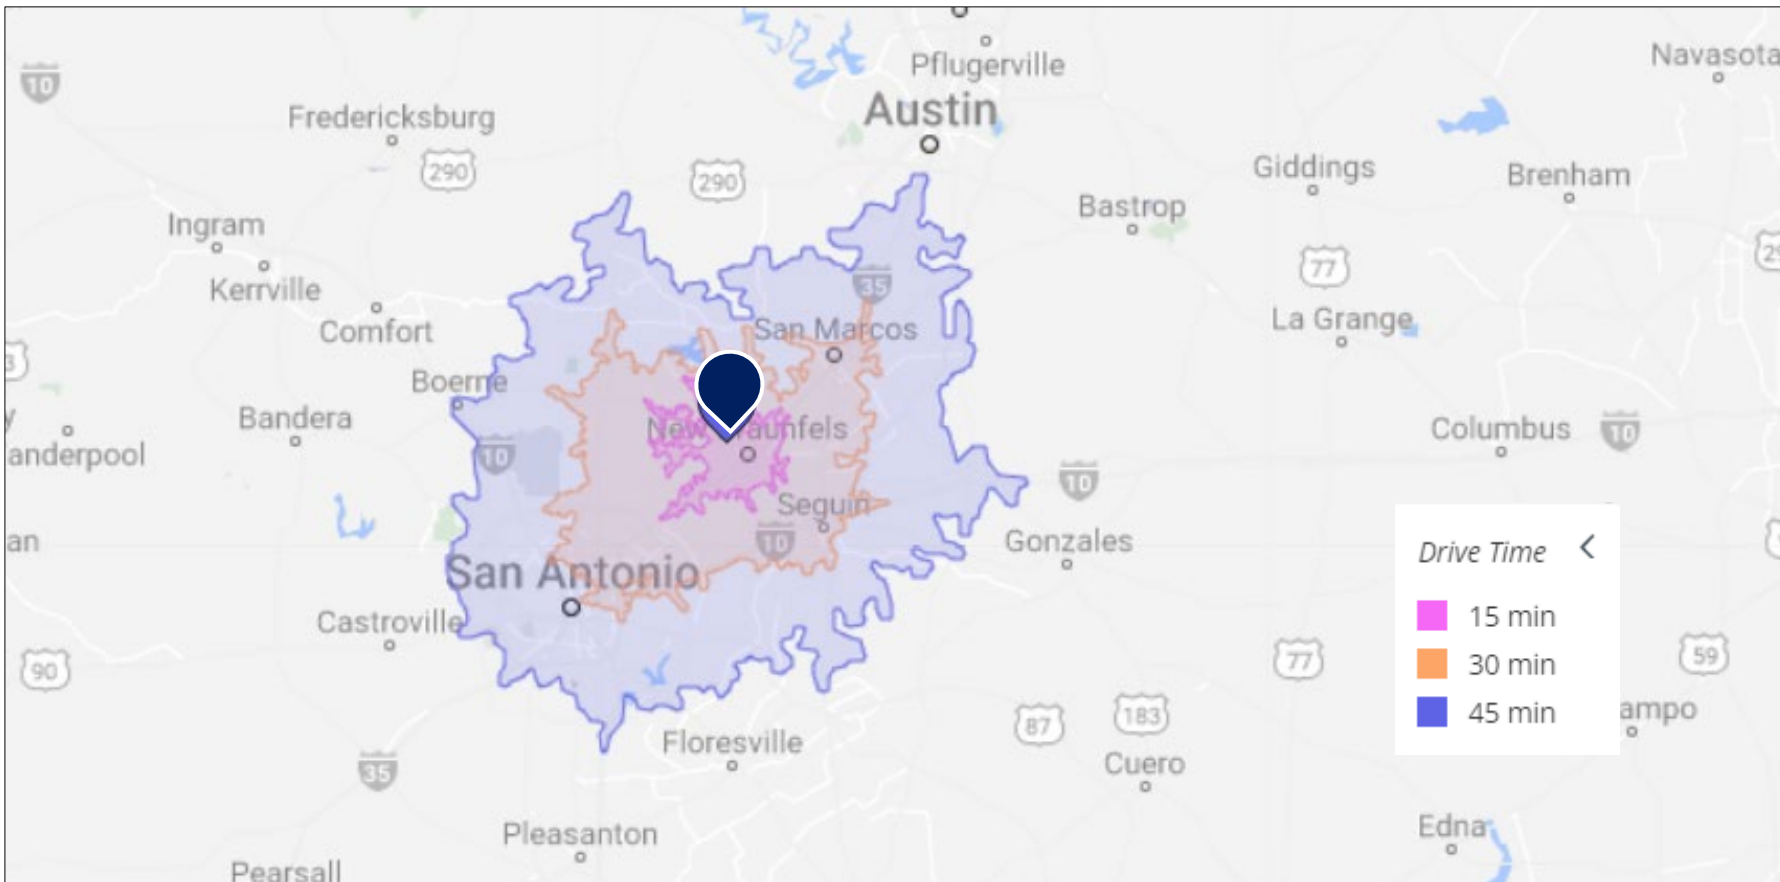 Pflugerville
Navasota
10
Austin
Fredericksburg
290
290
Giddings
Brenham
Bastrop
Ingram
77
29
Kerrville
35
Comfort
San Marcos
La Grange
3
Boerne
Bandera
New Braunfels
Columbus
10
y
anderpool
10
10
Seguin
an
10
Gonzales
Drive Time
San Antonio
15 min
Castroville
30 min
90
77
59
45 min
ampo
87
183
Floresville
35
Cuero
Pleasanton
Edna
Pearsall